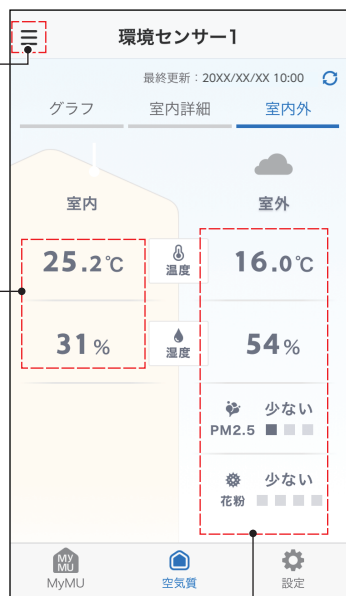 環境センサー1
最終更新：20XX/XX/XX 10:00
グラフ 室内詳細 室内外
室内 室外
25.2℃ 温度 16.0℃
31% 湿度 54%
少ない
PM2.5
少ない
花粉
MY
MU
MyMU 空気質 設定